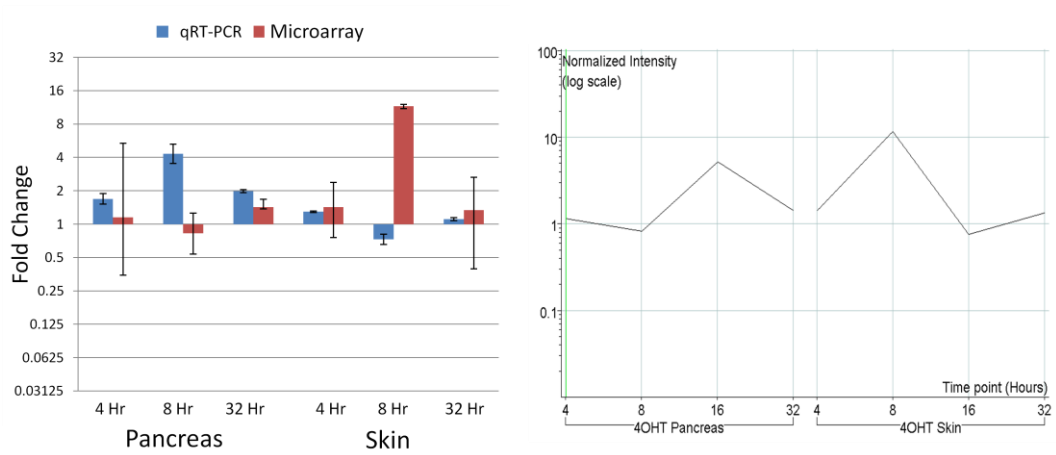 qRT-PCR Microarray
32
16
8
4
2
1
0.5
0.25
0.125
0.0625
0.03125
Fold Change
4 Hr 8 Hr 32 Hr 4 Hr 8 Hr 32 Hr
Pancreas Skin
100
10
1
0.1
Normalized Intensity
(log scale)
Time point (Hours)
4 8 16 32 4 8 16 32
4OHT Pancreas 4OHT Skin